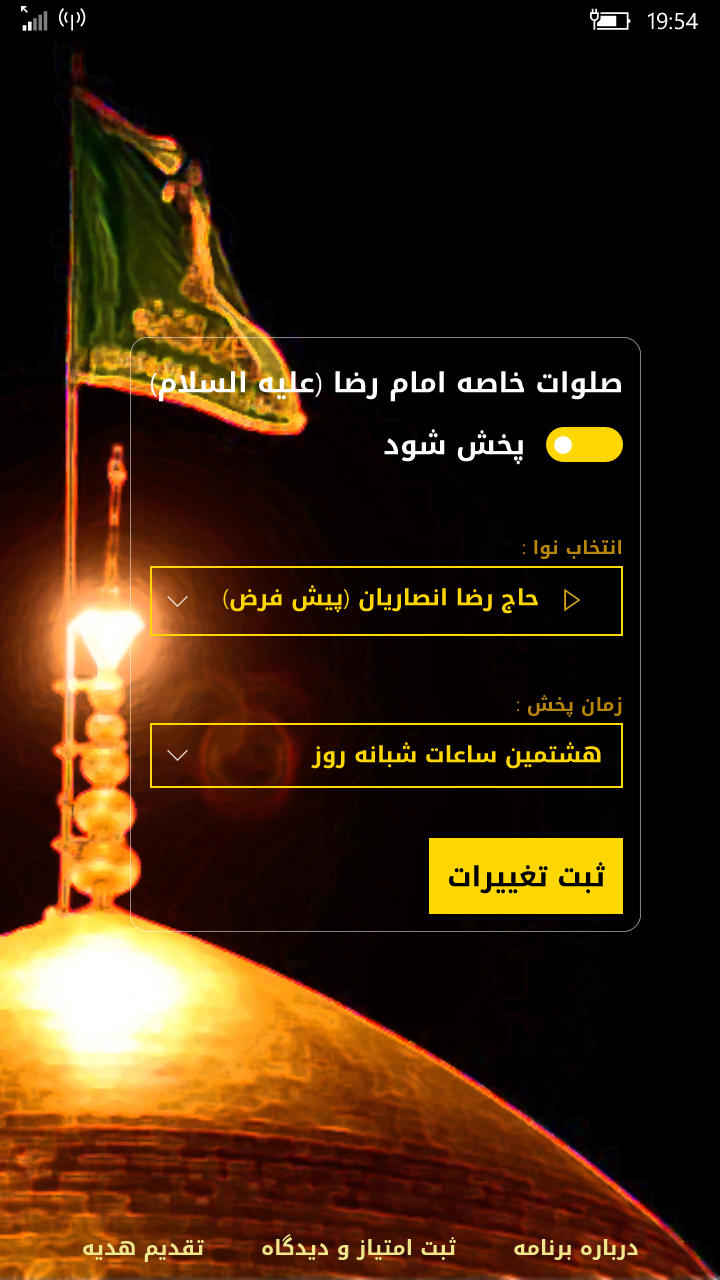 19:54
صلوات خاصه امام رضا (علیه السلام)
پخش شود
انتخاب نوا :
حاج رضا انصاریان (پیش فرض)
زمان پخش :
هشتمین ساعات شبانه روز
ثبت تغییرات
درباره برنامه
ثبت امتیاز و دیدگاه
تقدیم هدیه